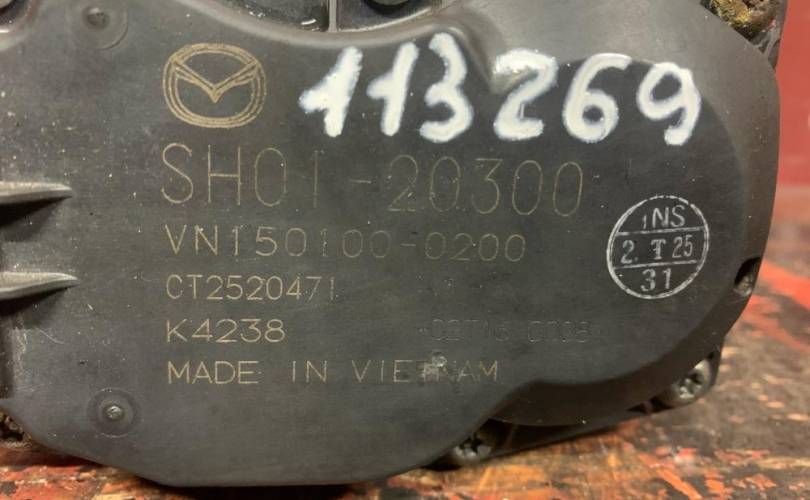 113269
SH01-20300
VN150100-0200
CT2520471
K4238
MADE IN VIETNAM
INS
2. T 25
31